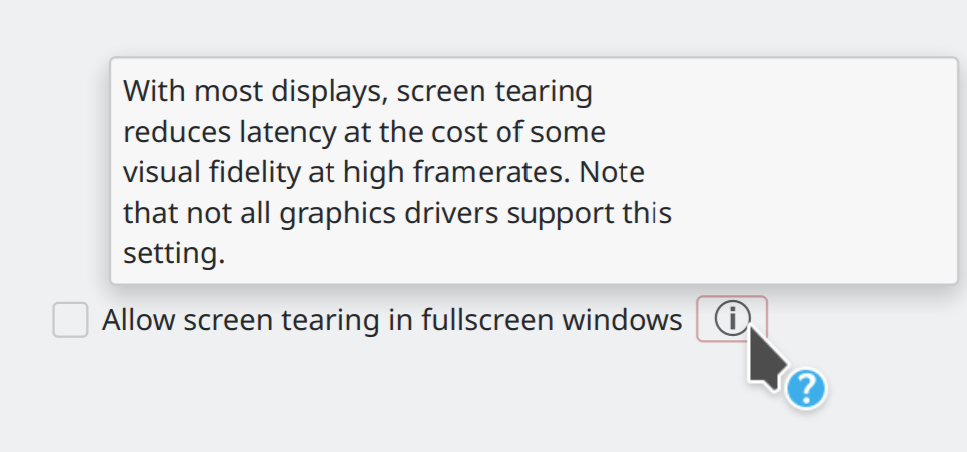 With most displays, screen tearing
reduces latency at the cost of some
visual fidelity at high framerates. Note
that not all graphics drivers support this
setting.
Allow screen tearing in fullscreen windows